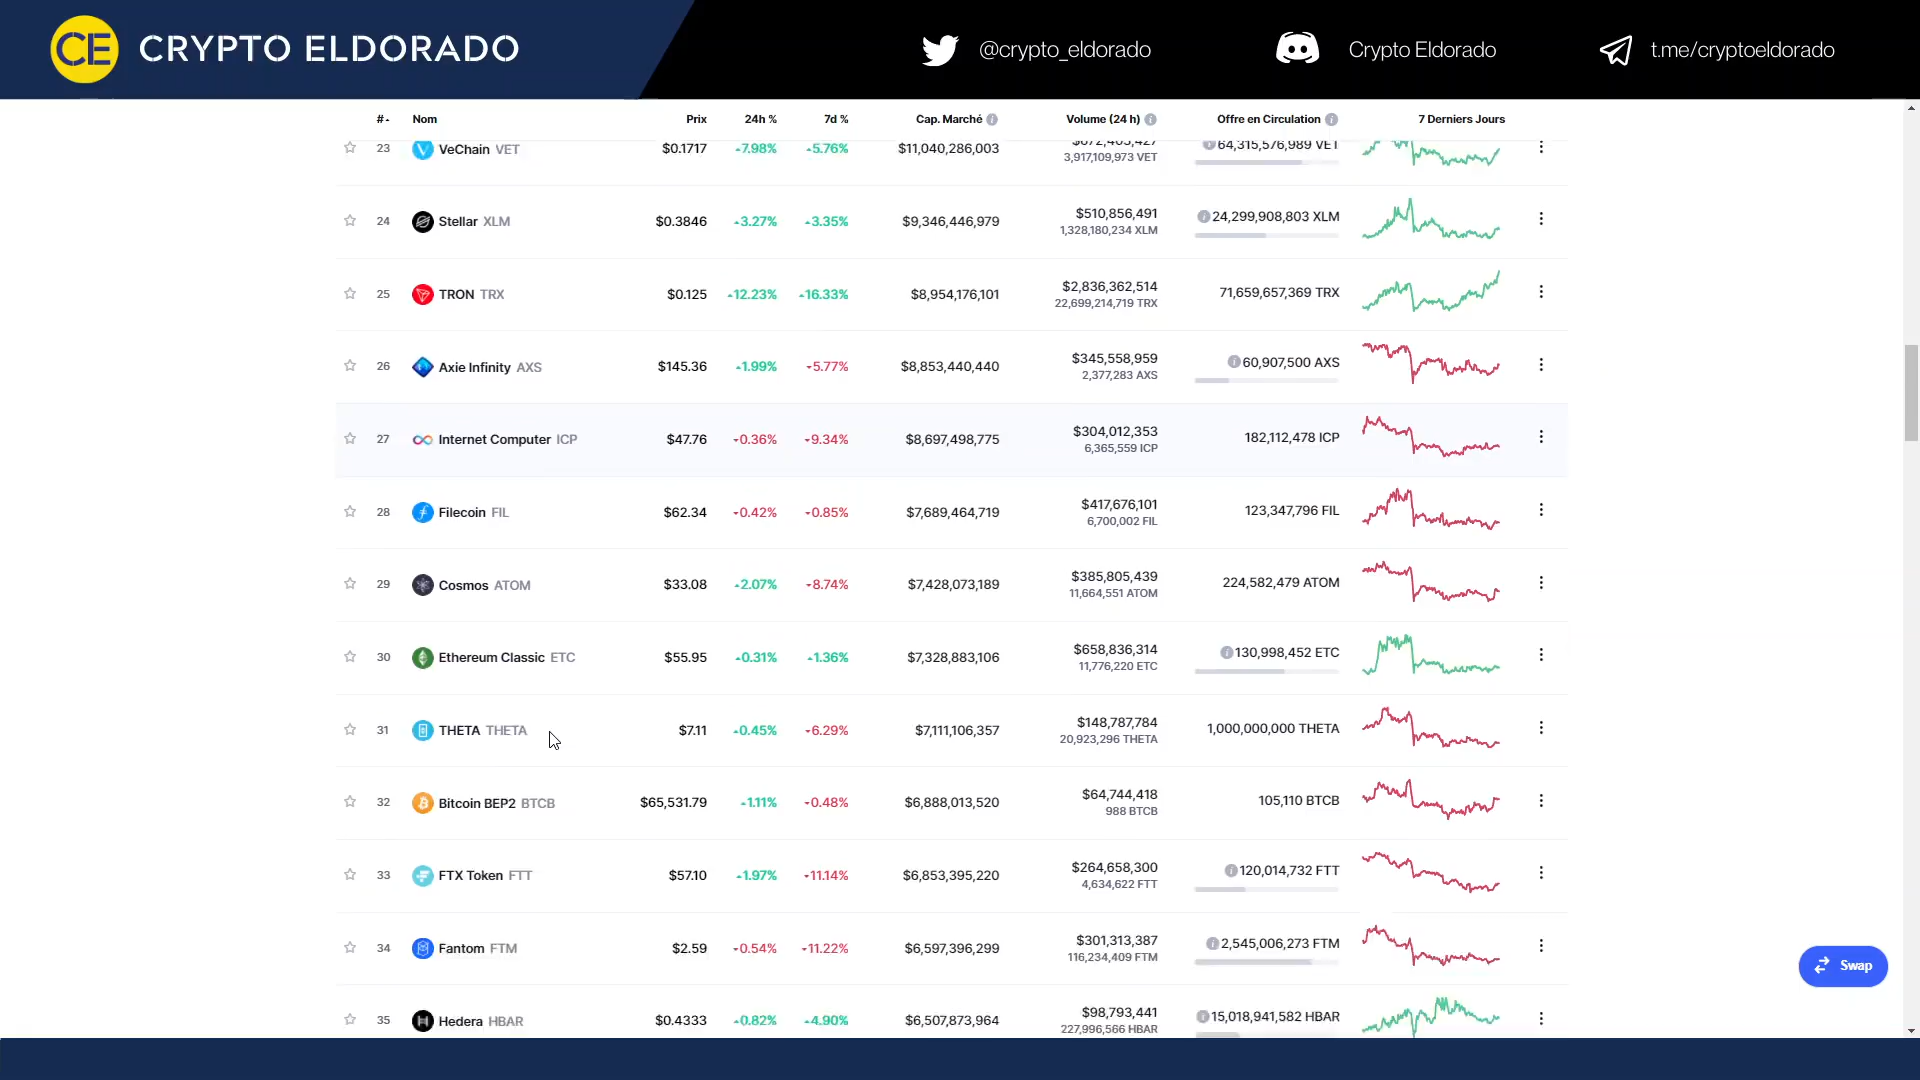 CE CRYPTO ELDORADO @crypto_eldorado Crypto Eldorado t.me/cryptoeldorado
# Nom Prix 24h % 7d % Cap. Marché Volume (24 h) Offre en Circulation 7 Derniers Jours
23 VeChain VET $0.1717 7.98% 5.76% $11,040,286,003 64,315,576,989 VET
3,917,109,973 VET
24 Stellar XLM $0.3846 3.27% 3.35% $9,346,446,979 $510,856,491 24,299,908,803 XLM
1,328,180,234 XLM
25 TRON TRX $0.125 12.23% 16.33% $8,954,176,101 $2,836,362,514 71,659,657,369 TRX
22,699,214,719 TRX
26 Axie Infinity AXS $145.36 1.99% 5.77% $8,853,440,440 $345,558,959 60,907,500 AXS
2,377,283 AXS
27 Internet Computer ICP $47.76 0.36% 9.34% $8,697,498,775 $304,012,353 182,112,478 ICP
6,365,559 ICP
28 Filecoin FIL $62.34 0.42% 0.85% $7,689,464,719 $417,676,101 123,347,796 FIL
6,700,002 FIL
29 Cosmos ATOM $33.08 2.07% 8.74% $7,428,073,189 $385,805,439 224,582,479 ATOM
11,664,551 ATOM
30 Ethereum Classic ETC $55.95 0.31% 1.36% $7,328,883,106 $658,836,314 130,998,452 ETC
11,776,220 ETC
31 THETA THETA $7.11 0.45% 6.29% $7,111,106,357 $148,787,784 1,000,000,000 THETA
20,923,296 THETA
32 Bitcoin BEP2 BTCB $65,531.79 1.11% 0.48% $6,888,013,520 $64,744,418 105,110 BTCB
988 BTCB
33 FTX Token FTT $57.10 1.97% 11.14% $6,853,395,220 $264,658,300 120,014,732 FTT
4,634,622 FTT
34 Fantom FTM $2.59 0.54% 11.22% $6,597,396,299 $301,313,387 2,545,006,273 FTM
116,234,409 FTM
Swap
35 Hedera HBAR $0.4333 0.82% 4.90% $6,507,873,964 $98,793,441 15,018,941,582 HBAR
227,996,566 HBAR